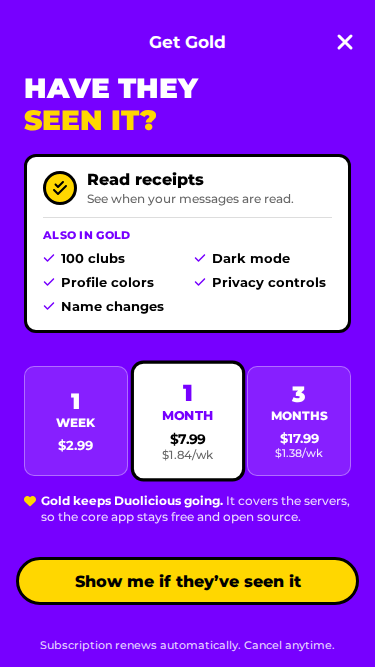 Get Gold
HAVE THEY
SEEN IT?
Read receipts
See when your messages are read.
ALSO IN GOLD
100 clubs
Dark mode
Profile colors
Privacy controls
Name changes
1
WEEK
$2.99
1
MONTH
$7.99
$1.84/wk
3
MONTHS
$17.99
$1.38/wk
Gold keeps Duolicious going. It covers the servers,
so the core app stays free and open source.
Show me if they’ve seen it
Subscription renews automatically. Cancel anytime.